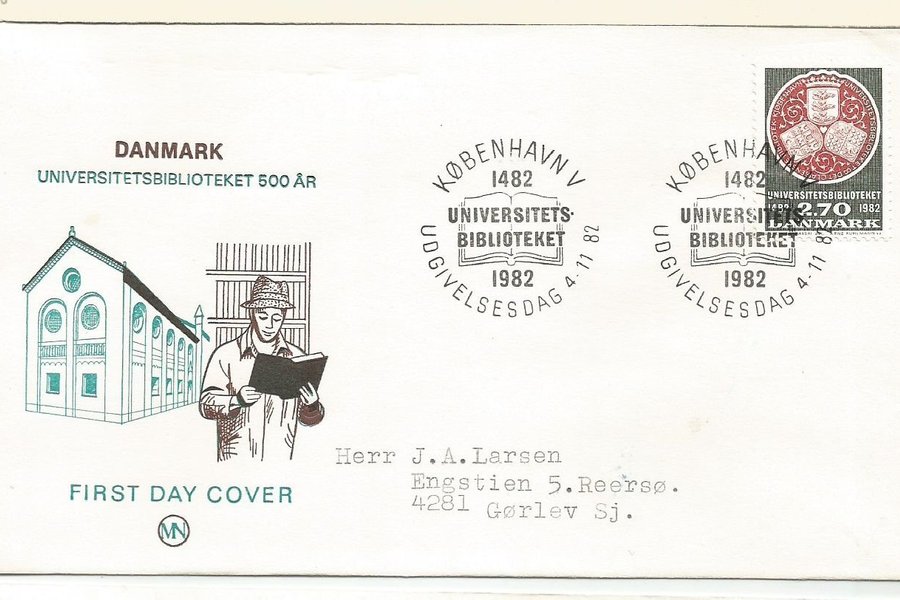 DANMARK
UNIVERSITETSBIBLIOTEKET 500 ÅR
FIRST DAY COVER
MN
KØBENHAVN V
1482
UNIVERSITETS-
BIBLIOTEKET
1982
UDGIVELSESDAG 4-11 82
KØBENHAVN V
1482
UNIVERSITETS-
BIBLIOTEKET
1982
UDGIVELSESDAG 4-11 82
UNIVERSITETSBIBLIOTEKET
1482 2.70 1982
DANMARK
Herr J.A.Larsen
Engstien 5.Reersø.
4281 Gørlev Sj.